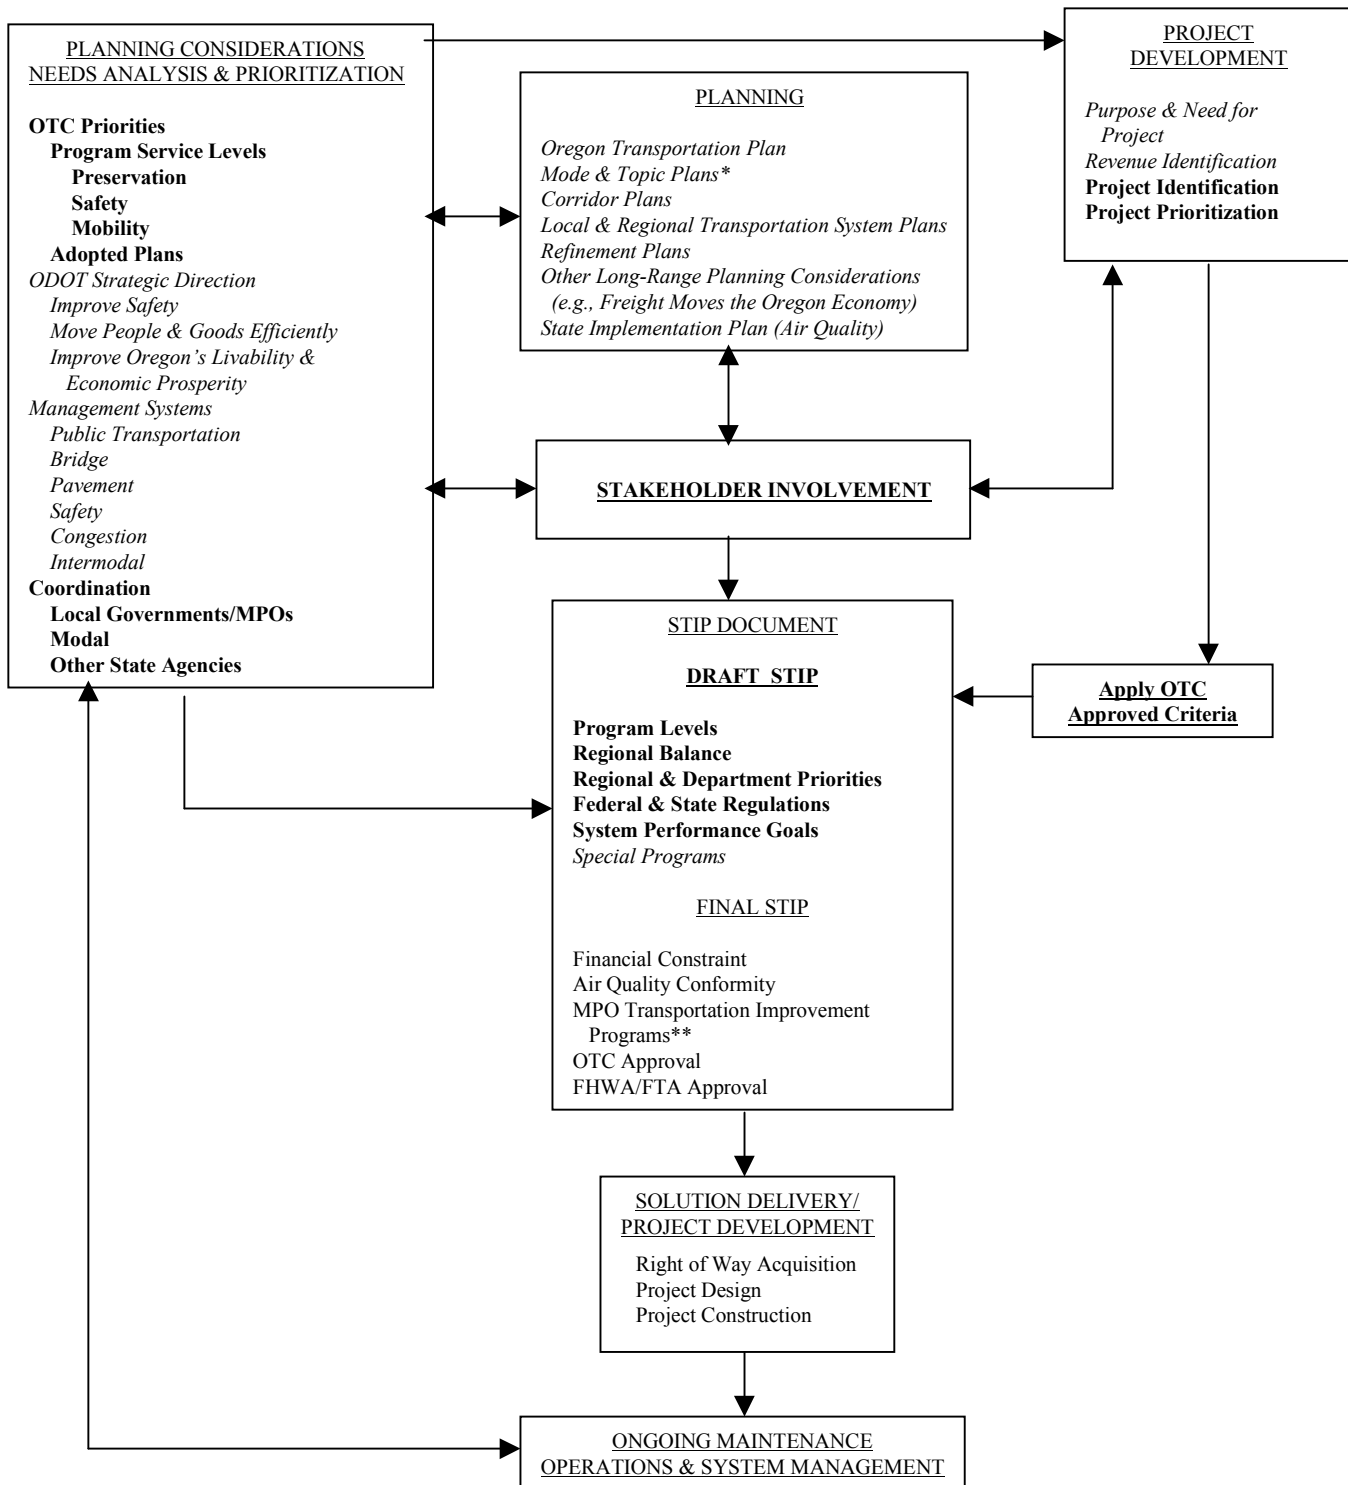 PLANNING CONSIDERATIONS
NEEDS ANALYSIS & PRIORITIZATION
OTC Priorities
Program Service Levels
Preservation
Safety
Mobility
Adopted Plans
ODOT Strategic Direction
Improve Safety
Move People & Goods Efficiently
Improve Oregon's Livability &
Economic Prosperity
Management Systems
Public Transportation
Bridge
Pavement
Safety
Congestion
Intermodal
Coordination
Local Governments/MPOs
Modal
Other State Agencies
PLANNING
Oregon Transportation Plan
Mode & Topic Plans*
Corridor Plans
Local & Regional Transportation System Plans
Refinement Plans
Other Long-Range Planning Considerations
(e.g., Freight Moves the Oregon Economy)
State Implementation Plan (Air Quality)
PROJECT
DEVELOPMENT
Purpose & Need for
Project
Revenue Identification
Project Identification
Project Prioritization
STAKEHOLDER INVOLVEMENT
STIP DOCUMENT
DRAFT STIP
Program Levels
Regional Balance
Regional & Department Priorities
Federal & State Regulations
System Performance Goals
Special Programs
FINAL STIP
Financial Constraint
Air Quality Conformity
MPO Transportation Improvement
Programs**
OTC Approval
FHWA/FTA Approval
Apply OTC
Approved Criteria
SOLUTION DELIVERY/
PROJECT DEVELOPMENT
Right of Way Acquisition
Project Design
Project Construction
ONGOING MAINTENANCE
OPERATIONS & SYSTEM MANAGEMENT